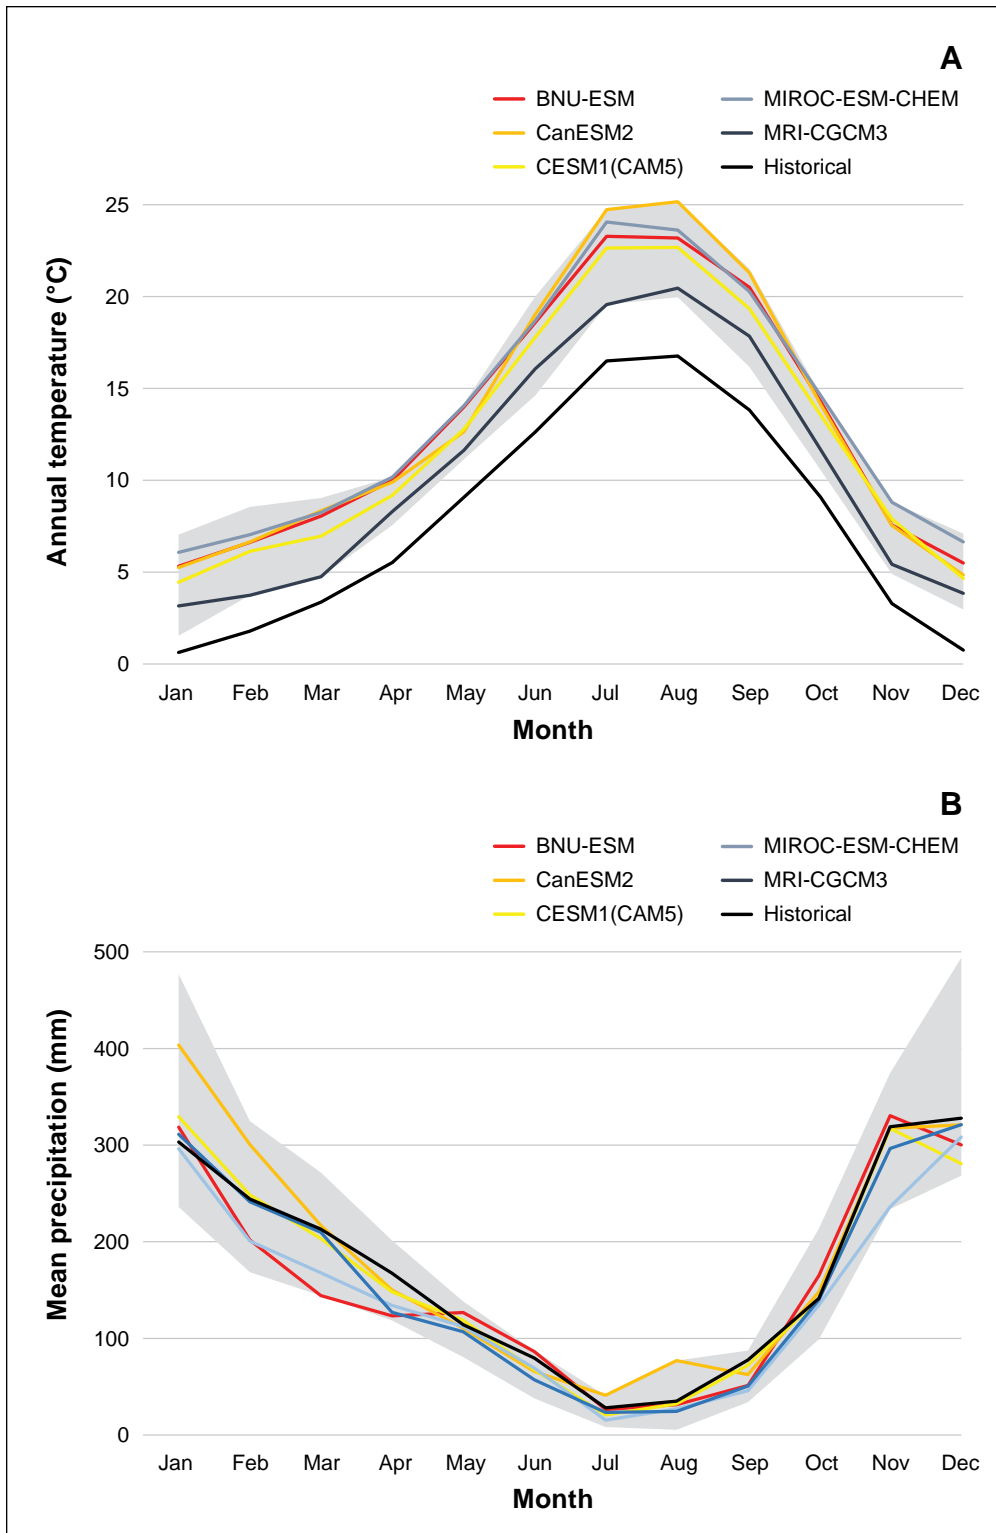 A
BNU-ESM MIROC-ESM-CHEM
CanESM2 MRI-CGCM3
CESM1(CAM5) Historical
Annual temperature (°C)
25
20
15
10
5
0
Jan Feb Mar Apr May Jun Jul Aug Sep Oct Nov Dec
Month
B
BNU-ESM MIROC-ESM-CHEM
CanESM2 MRI-CGCM3
CESM1(CAM5) Historical
Mean precipitation (mm)
500
400
300
200
100
0
Jan Feb Mar Apr May Jun Jul Aug Sep Oct Nov Dec
Month